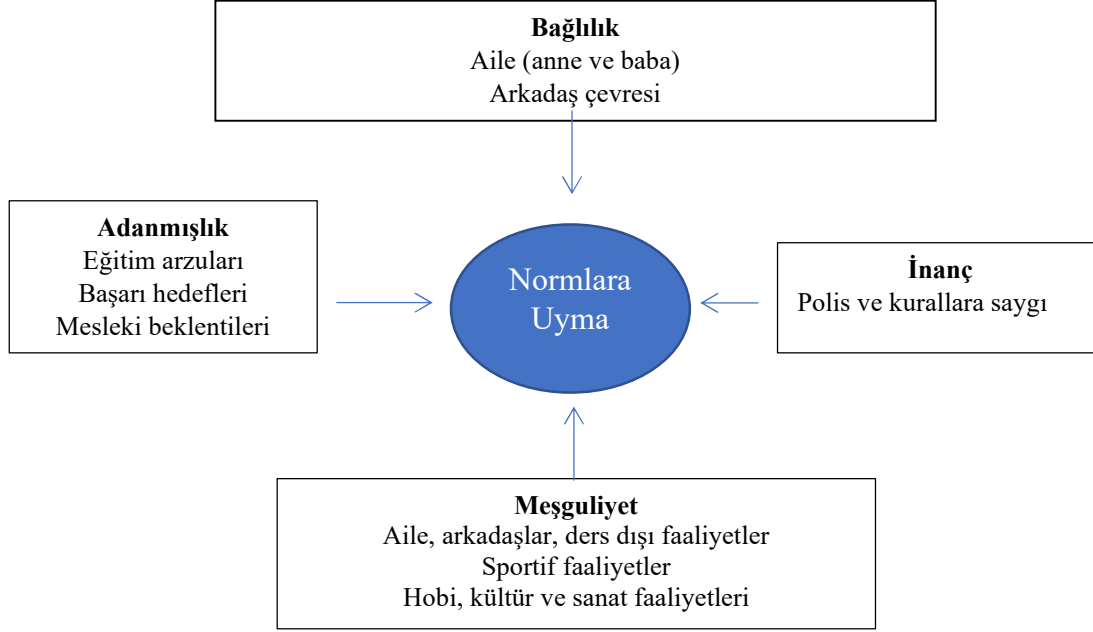 Bağlılık
Aile (anne ve baba)
Arkadaş çevresi
Adanmışlık
Eğitim arzuları
Başarı hedefleri
Mesleki beklentileri
Normlara
Uyma
İnanç
Polis ve kurallara saygı
Meşguliyet
Aile, arkadaşlar, ders dışı faaliyetler
Sportif faaliyetler
Hobi, kültür ve sanat faaliyetleri